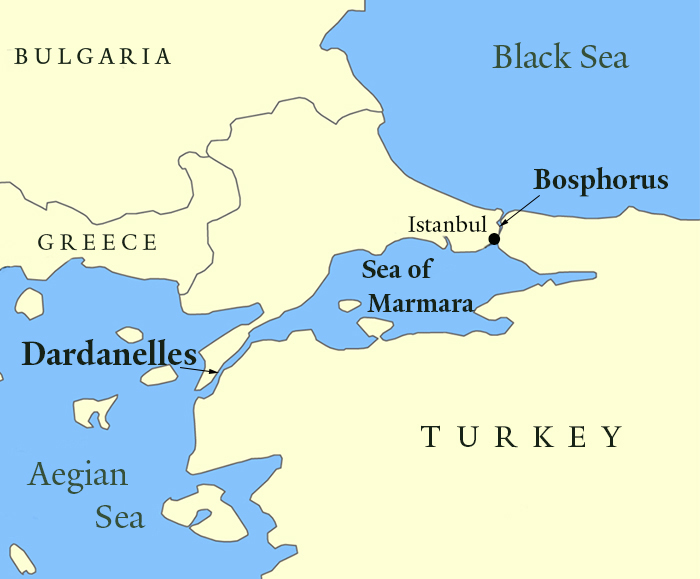 BULGARIA
Black Sea
Bosphorus
Istanbul
GREECE
Sea of
Marmara
Dardanelles
TURKEY
Aegian
Sea